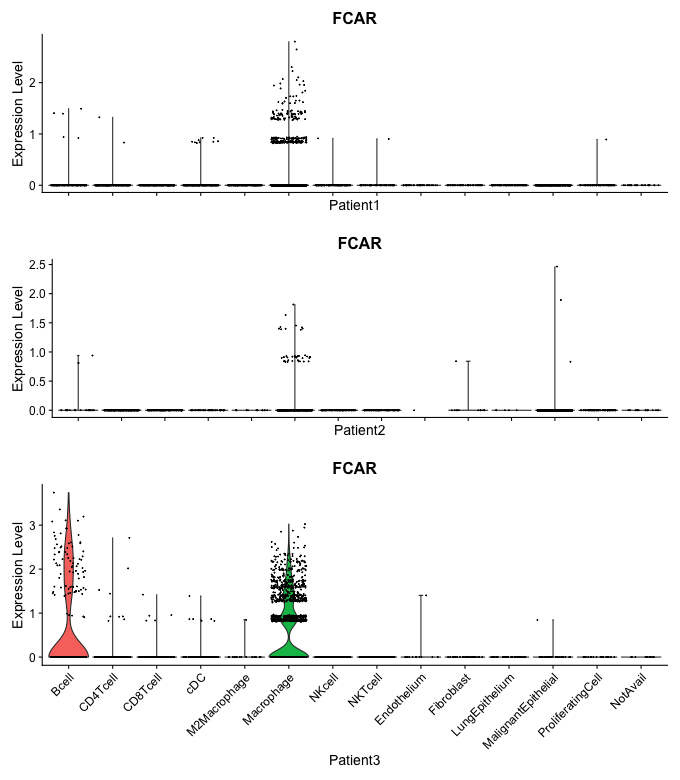 FCAR
Expression Level
2
1
0
Patient1
FCAR
Expression Level
2.5
2.0
1.5
1.0
0.5
0.0
Patient2
FCAR
Expression Level
3
2
1
0
Bcell
CD4Tcell
CD8Tcell
cDC
M2Macrophage
Macrophage
NKcell
NKTcell
Endothelium
Fibroblast
LungEpithelium
MalignantEpithelial
ProliferatingCell
NotAvail
Patient3